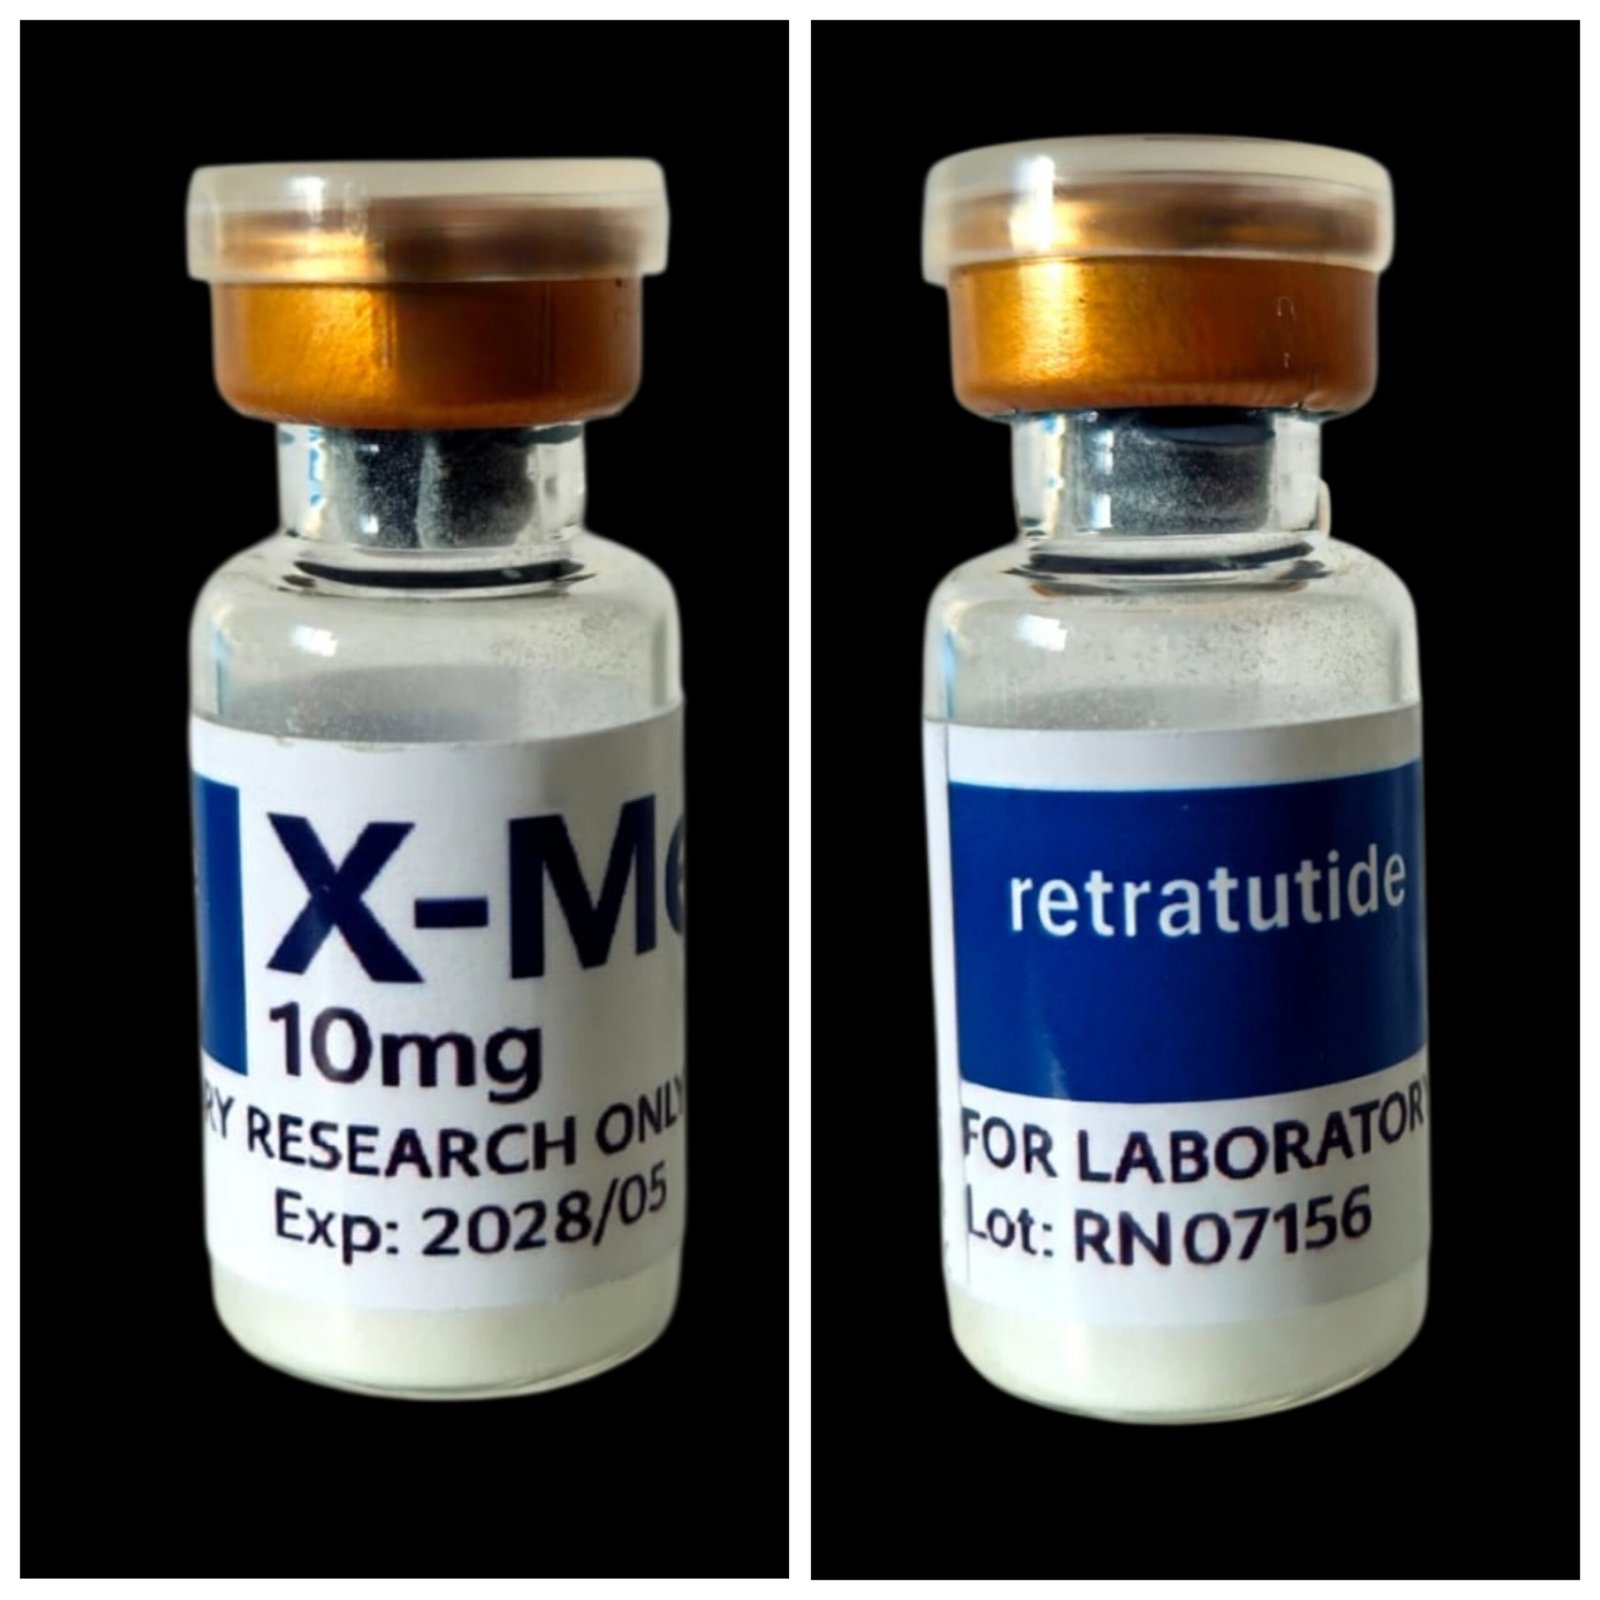 X-Me
10mg
RY RESEARCH ONLY
Exp: 2028/05
retratutide
FOR LABORATORY
Lot: RN07156